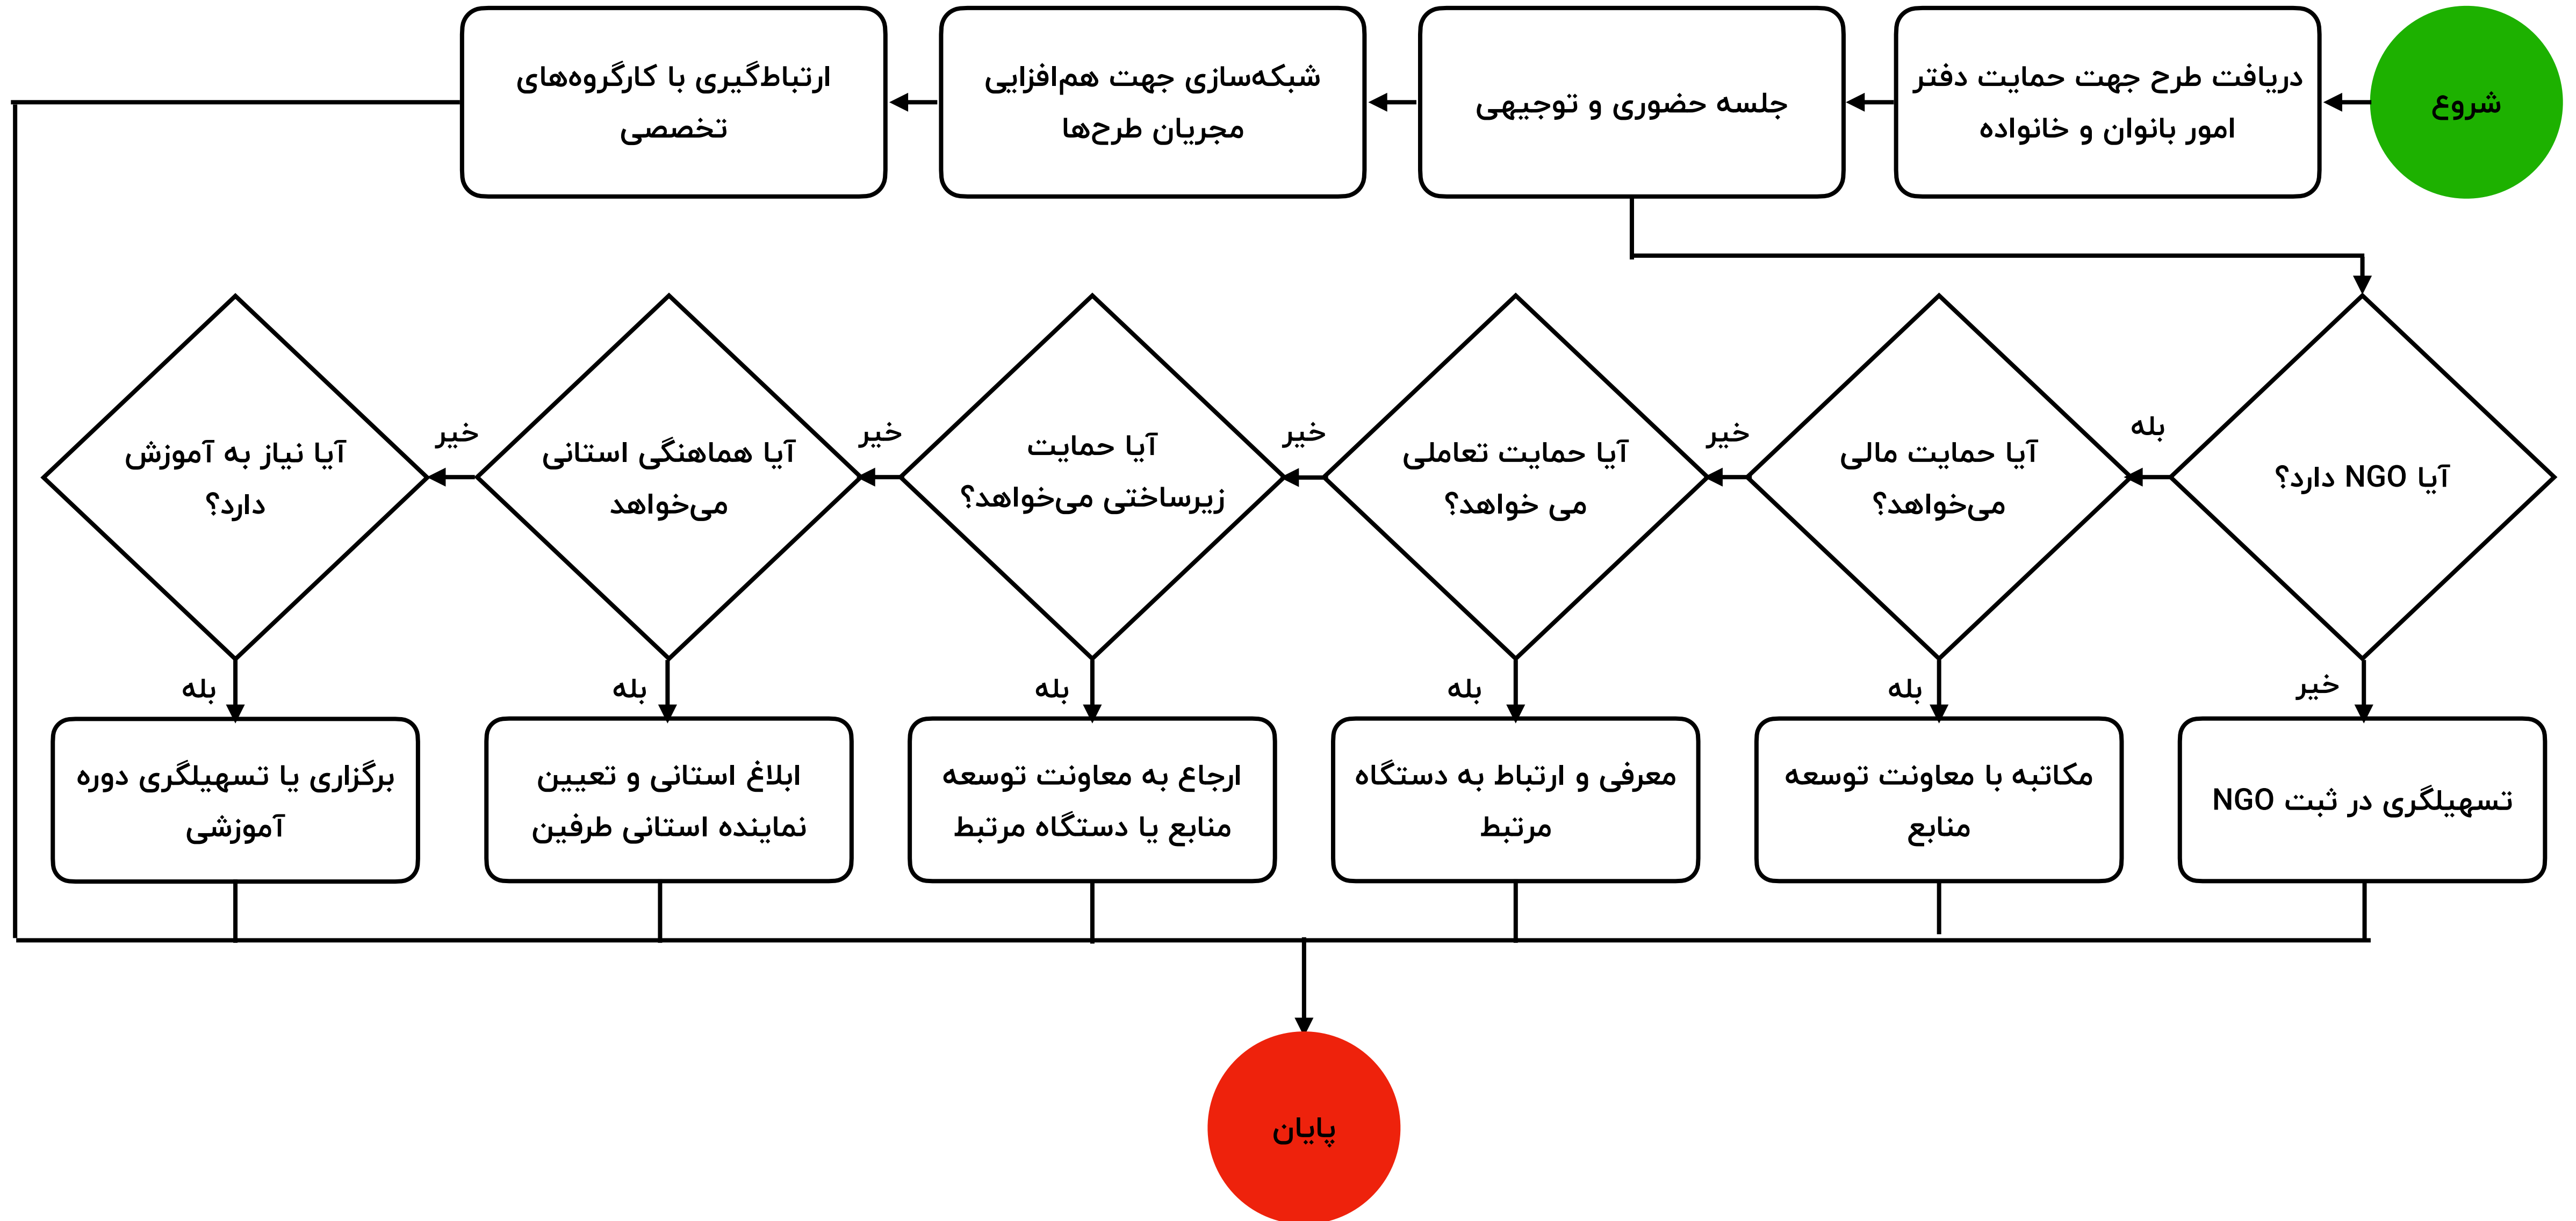 شروع
دریافت طرح جهت حمایت دفتر
امور بانوان و خانواده
جلسه حضوری و توجیهی
شبکه‌سازی جهت هم‌افزایی
مجریان طرح‌ها
ارتباط‌گیری با کارگروه‌های
تخصصی
آیا NGO دارد؟
بله
آیا حمایت مالی
می‌خواهد؟
خیر
آیا حمایت تعاملی
می خواهد؟
خیر
آیا حمایت
زیرساختی می‌خواهد؟
خیر
آیا هماهنگی استانی
می‌خواهد
خیر
آیا نیاز به آموزش
دارد؟
خیر
بله
بله
بله
بله
بله
تسهیلگری در ثبت NGO
مکاتبه با معاونت توسعه
منابع
معرفی و ارتباط به دستگاه
مرتبط
ارجاع به معاونت توسعه
منابع یا دستگاه مرتبط
ابلاغ استانی و تعیین
نماینده استانی طرفین
برگزاری یا تسهیلگری دوره
آموزشی
پایان